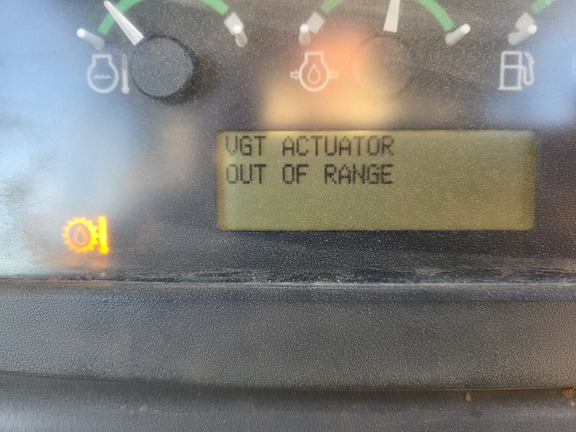 VGT ACTUATOR
OUT OF RANGE